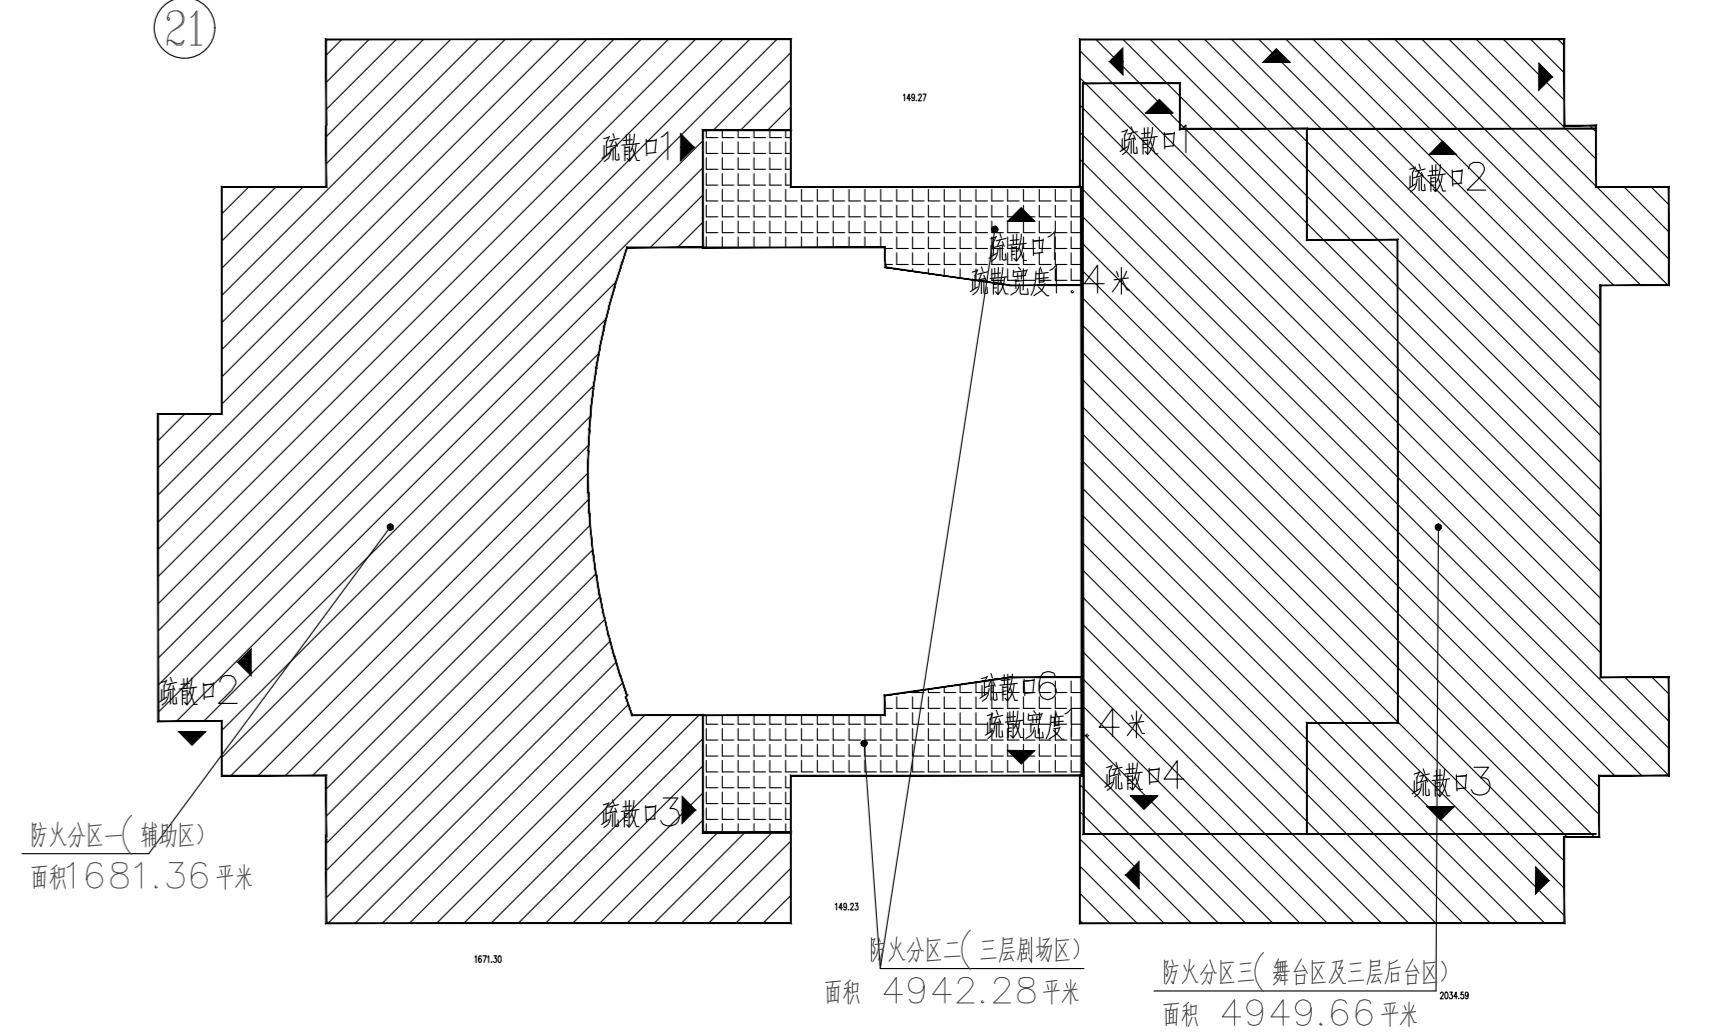 21
149.27
疏散口1
疏散口1
疏散口2
疏散口1
疏散宽度1.4米
疏散口2
疏散口6
疏散宽度1.4米
疏散口4
疏散口3
疏散口3
防火分区一(辅助区)
面积1681.36平米
149.23
1671.30
防火分区二(三层剧场区)
面积 4942.28平米
防火分区三(舞台区及三层后台区)
2034.59
面积 4949.66平米